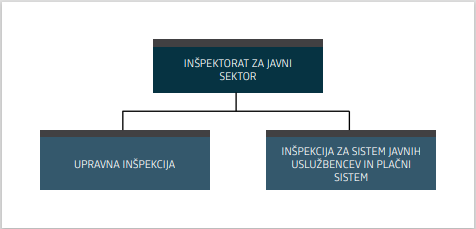 INŠPEKTORAT ZA JAVNI
SEKTOR
UPRAVNA INŠPEKCIJA
INŠPEKCIJA ZA SISTEM JAVNIH
USLUŽBENCEV IN PLAČNI
SISTEM